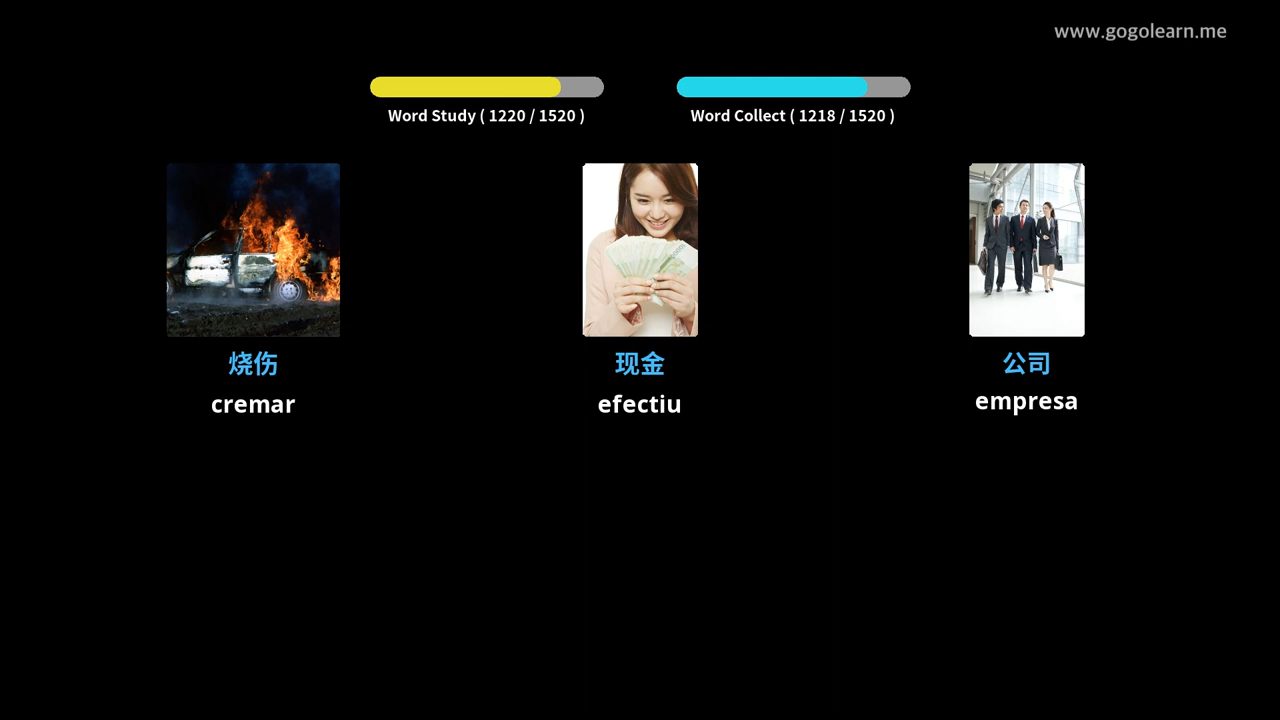 www.gogolearn.me
Word Study ( 1220 / 1520 )
Word Collect ( 1218 / 1520 )
烧伤
现金
公司
cremar
efectiu
empresa